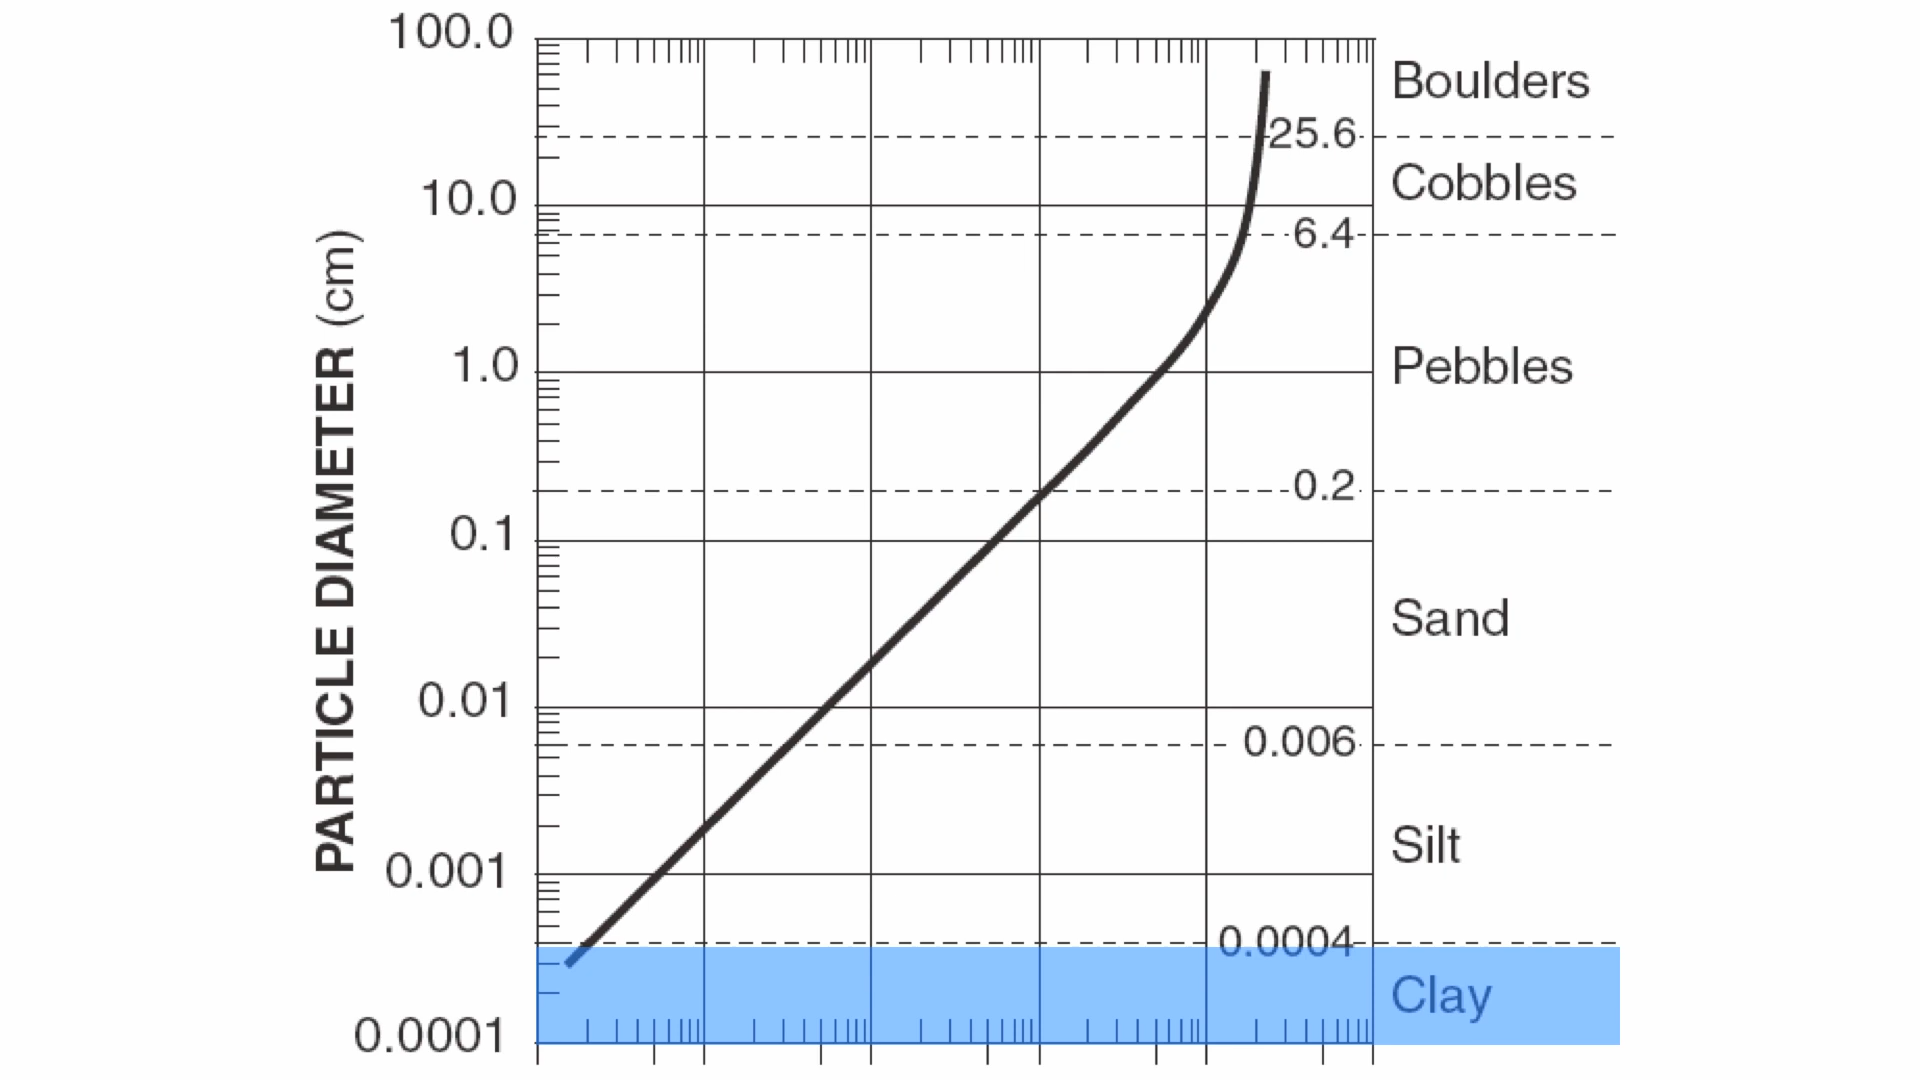 100.0
Boulders
25.6
10.0
Cobbles
6.4
PARTICLE DIAMETER (cm)
1.0
Pebbles
0.2
0.1
Sand
0.01
0.006
Silt
0.001
0.0004
Clay
0.0001